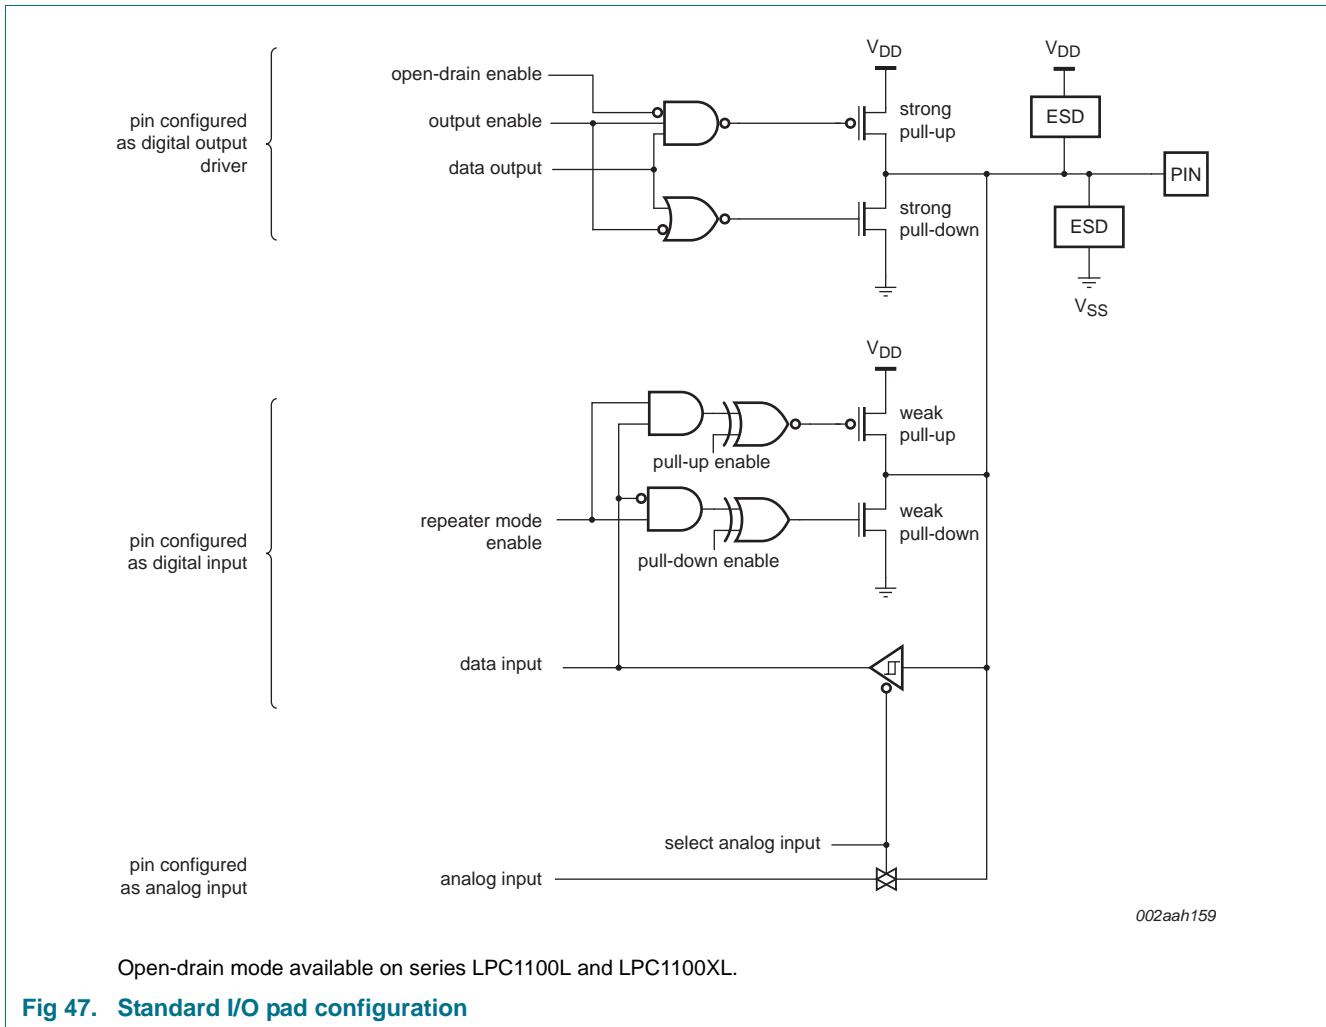 VDD
VDD
open-drain enable
strong
pull-up
ESD
pin configured
as digital output
driver
output enable
data output
PIN
strong
pull-down
ESD
VSS
VDD
weak
pull-up
pull-up enable
repeater mode
enable
weak
pull-down
pin configured
as digital input
pull-down enable
data input
select analog input
pin configured
as analog input
analog input
002aah159
Open-drain mode available on series LPC1100L and LPC1100XL.
Fig 47. Standard I/O pad configuration